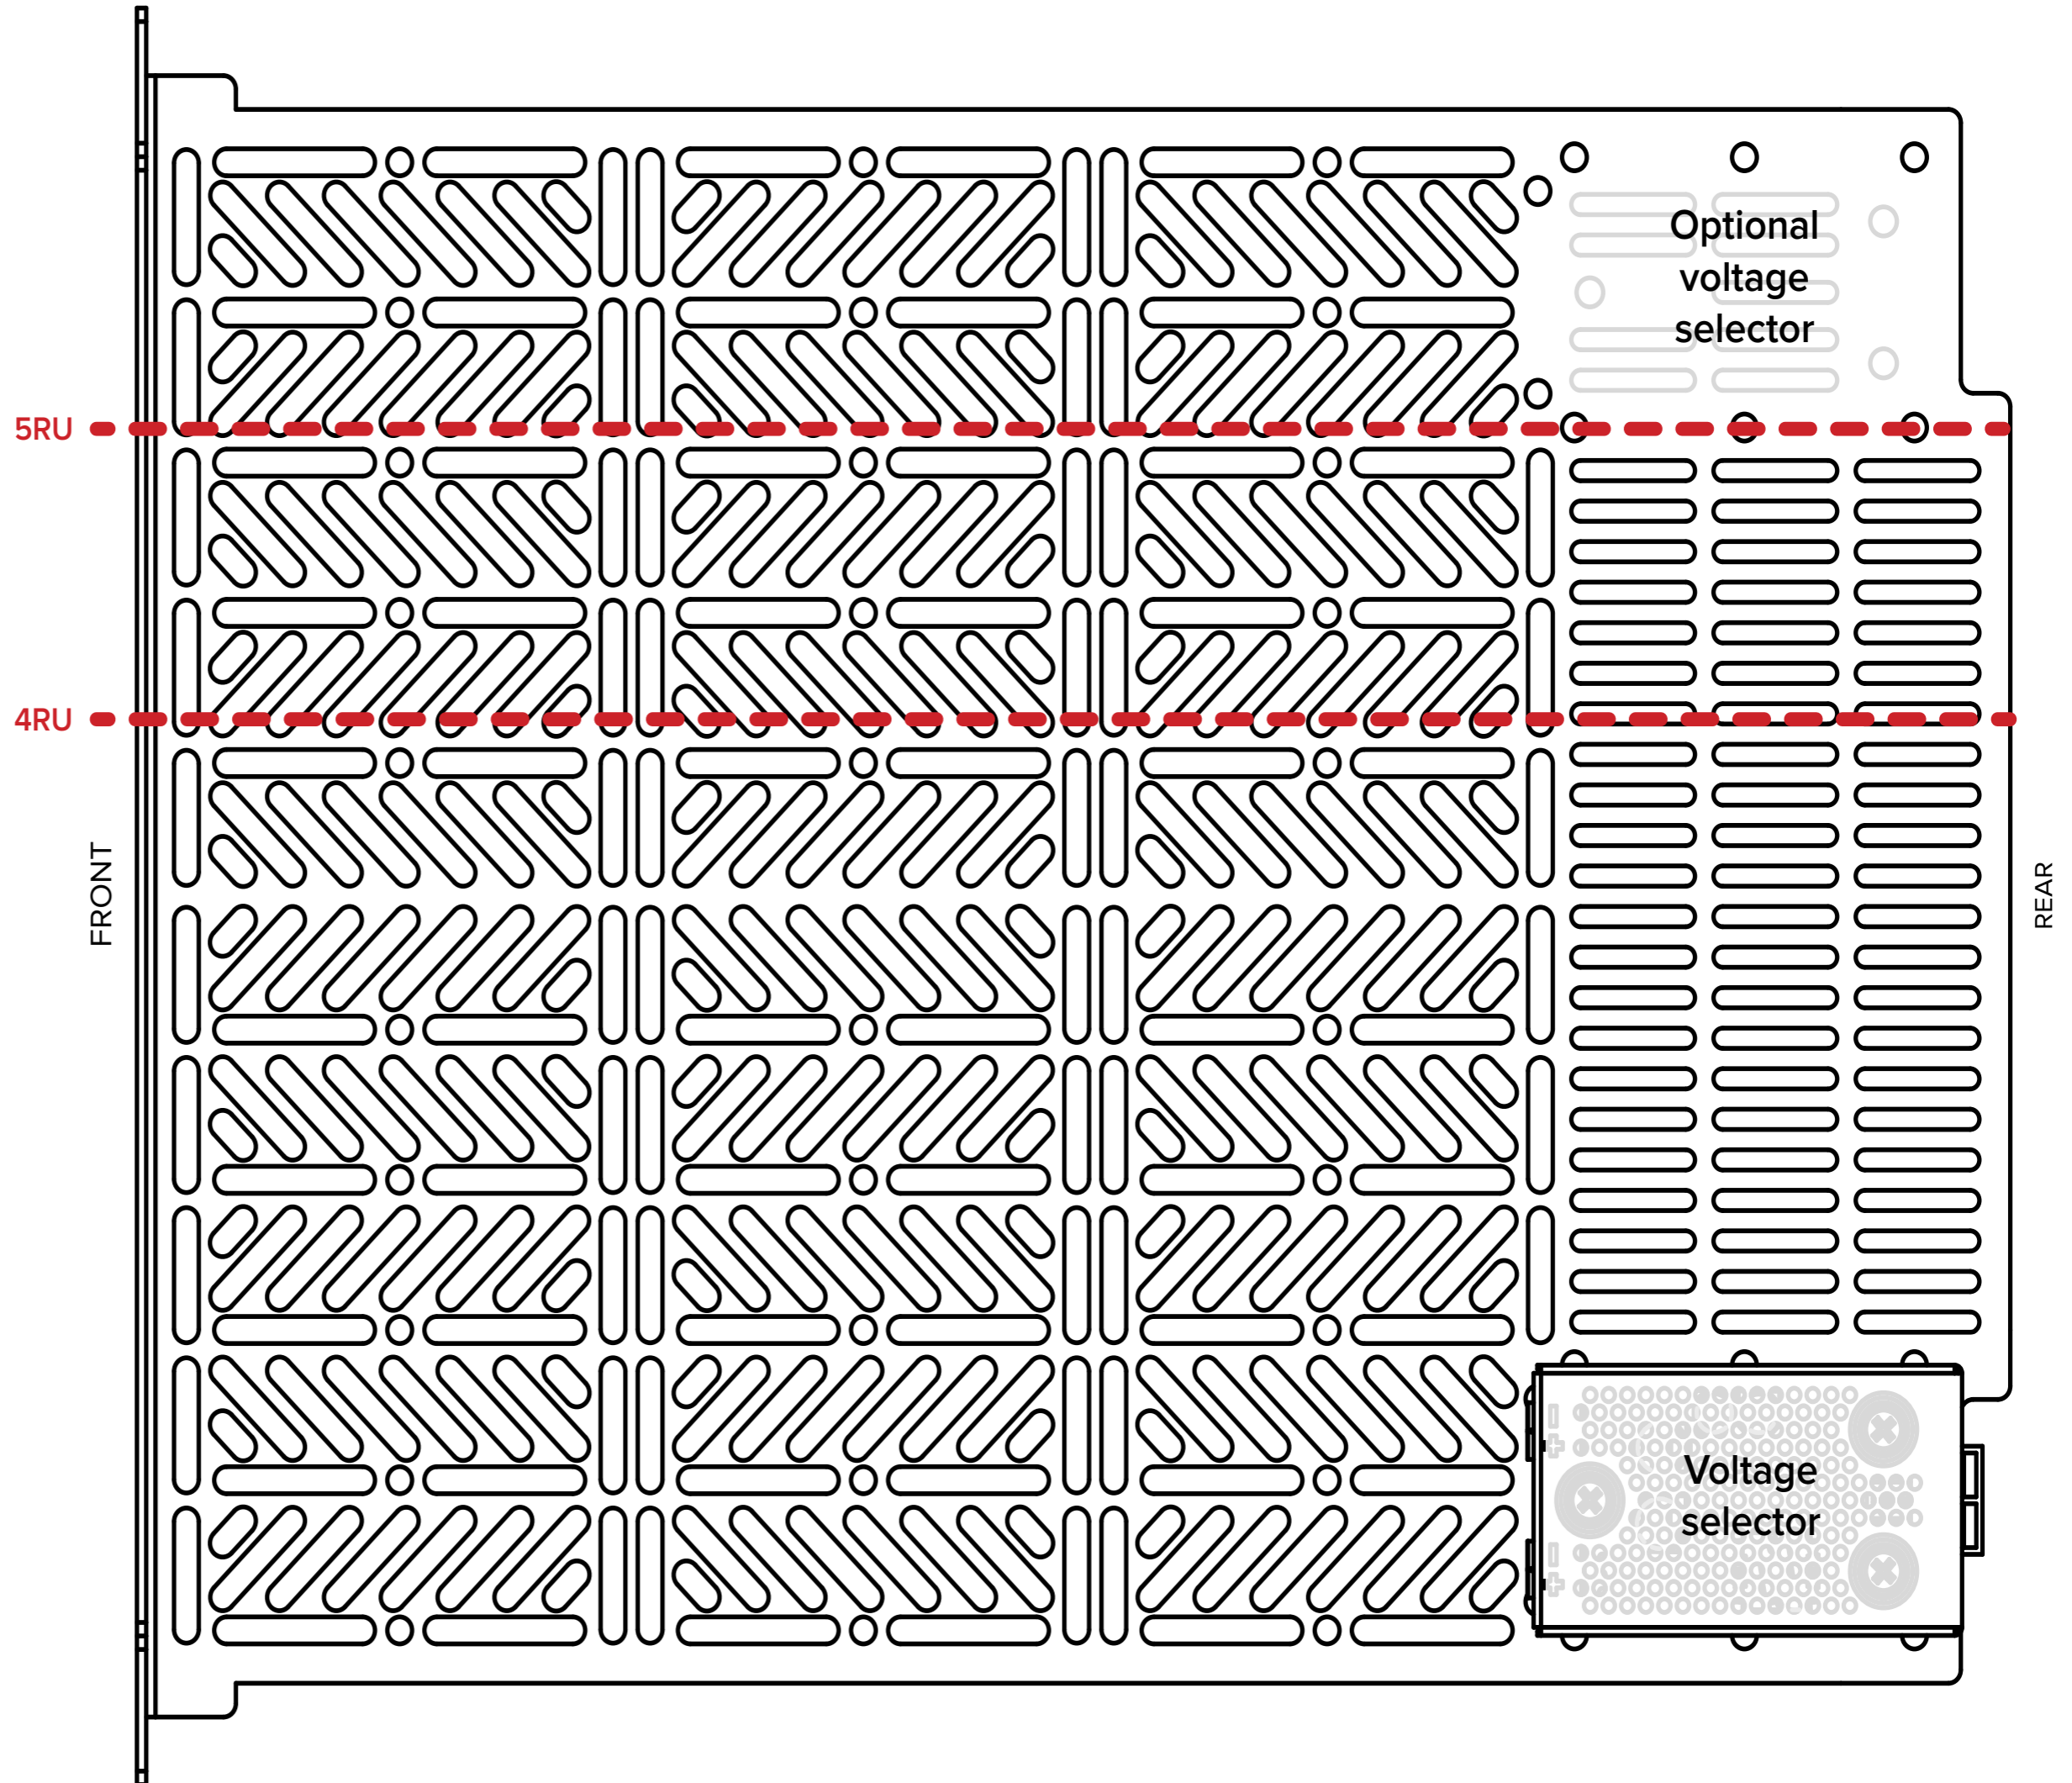 Optional
voltage
selector
5RU
4RU
FRONT
REAR
Voltage
selector